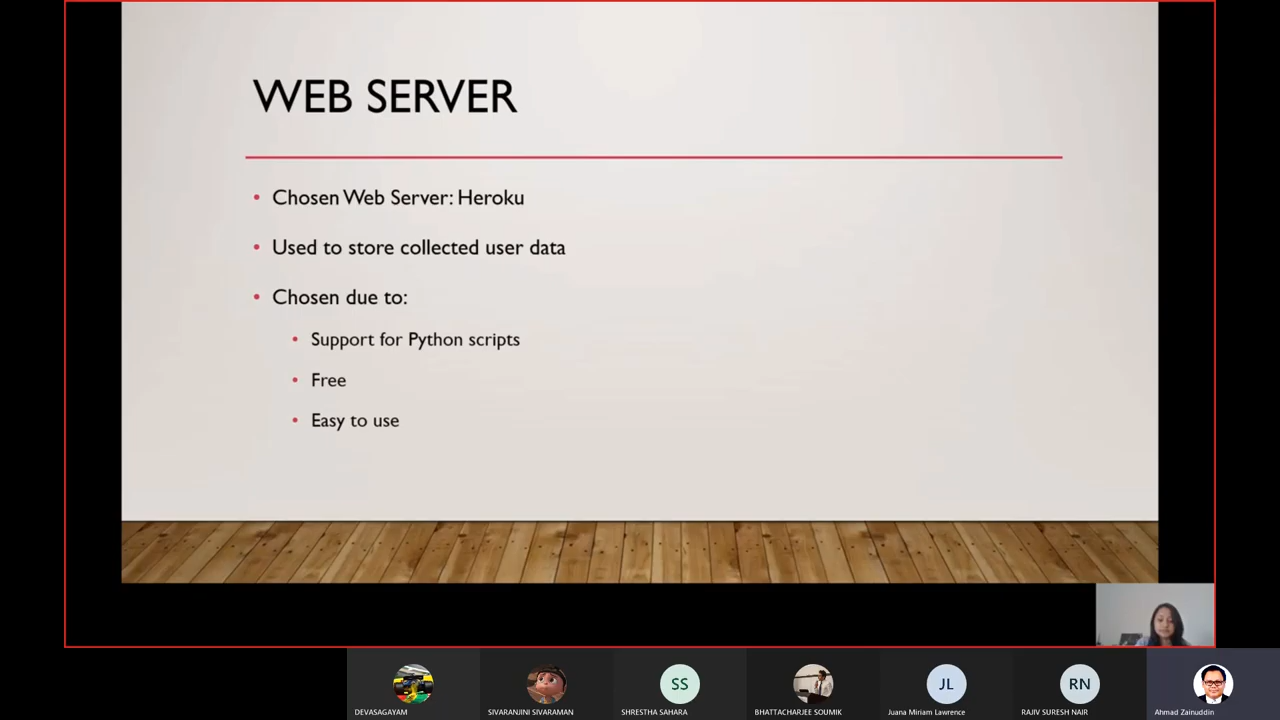 WEB SERVER
Chosen Web Server: Heroku
Used to store collected user data
Chosen due to:
Support for Python scripts
Free
Easy to use
SS
JL
RN
DEVASAGAYAM
SIVARANJINI SIVARAMAN
SHRESTHA SAHARA
BHATTACHARJEE SOUMIK
Juana Miriam Lawrence
RAJIV SURESH NAIR
Ahmad Zainuddin